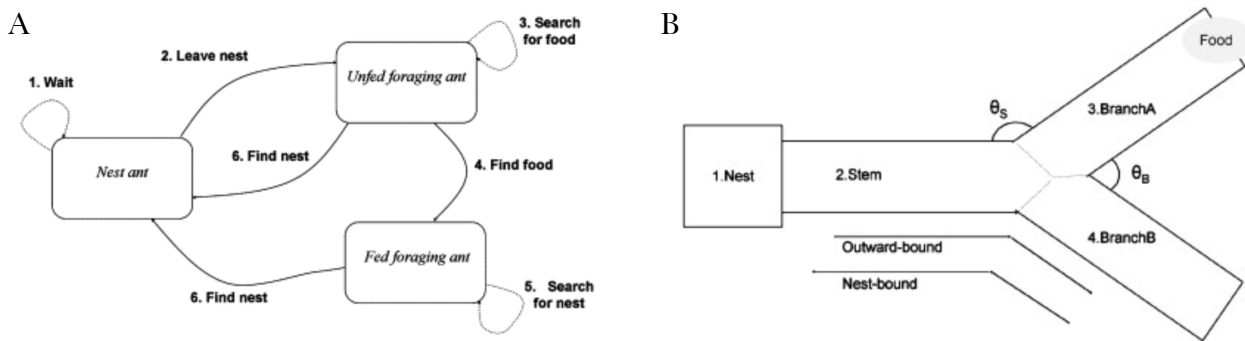 A
1. Wait
2. Leave nest
3. Search
for food
Unfed foraging ant
6. Find nest
4. Find food
Nest ant
Fed foraging ant
6. Find nest
5. Search
for nest
B
Food
θS
3.BranchA
1.Nest
2.Stem
θB
4.BranchB
Outward-bound
Nest-bound